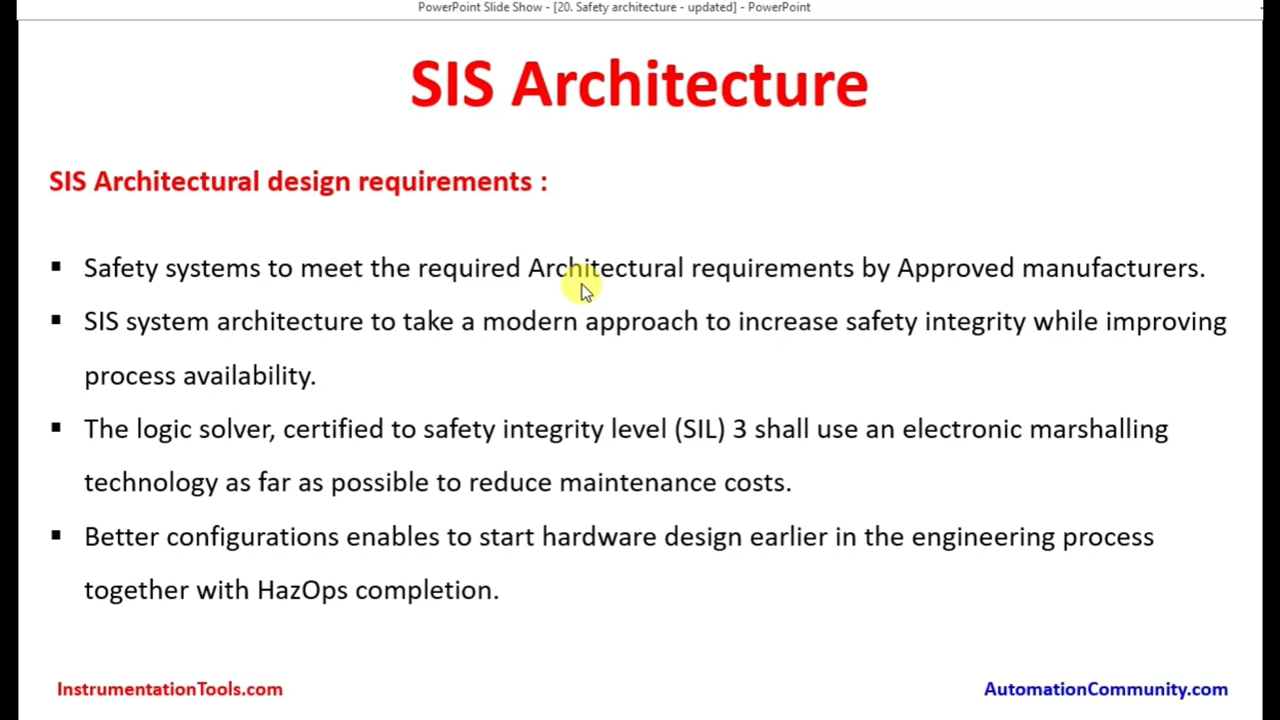 PowerPoint Slide Show - [20. Safety architecture - updated] - PowerPoint
SIS Architecture
SIS Architectural design requirements :
▪ Safety systems to meet the required Architectural requirements by Approved manufacturers.
▪ SIS system architecture to take a modern approach to increase safety integrity while improving
process availability.
▪ The logic solver, certified to safety integrity level (SIL) 3 shall use an electronic marshalling
technology as far as possible to reduce maintenance costs.
▪ Better configurations enables to start hardware design earlier in the engineering process
together with HazOps completion.
InstrumentationTools.com
AutomationCommunity.com